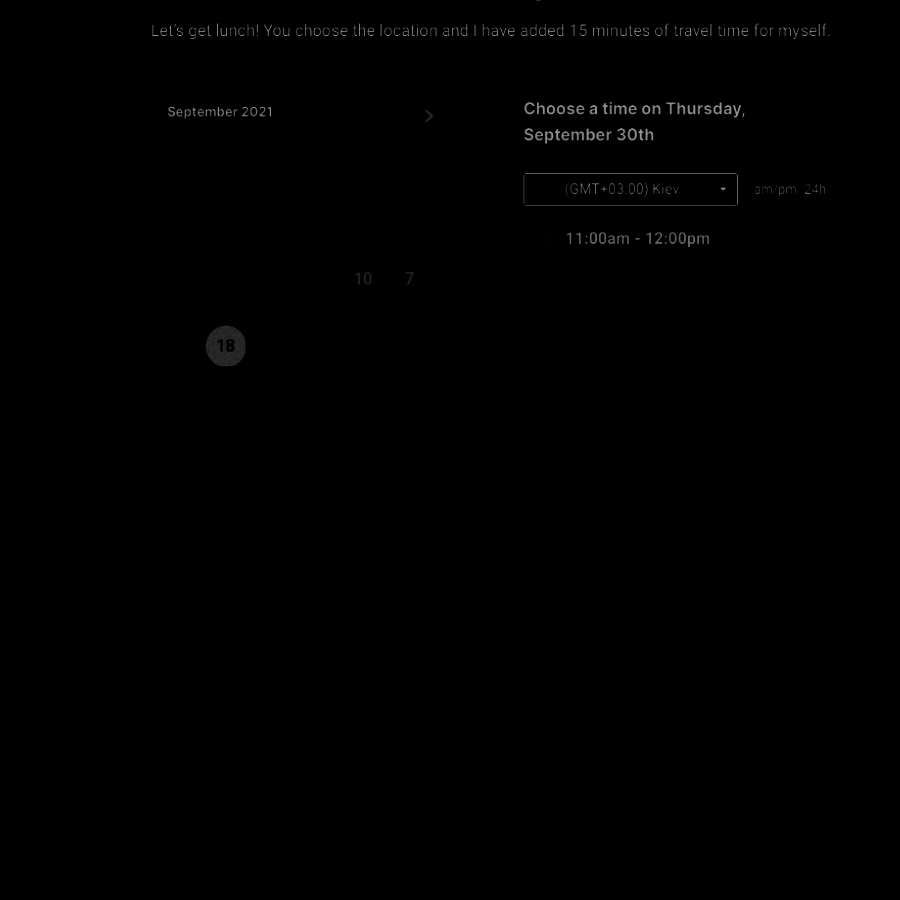 Let's get lunch! You choose the location and I have added 15 minutes of travel time for myself.
September 2021
Choose a time on Thursday,
September 30th
(GMT+03:00) Kiev
am/pm 24h
11:00am - 12:00pm
10 7
18